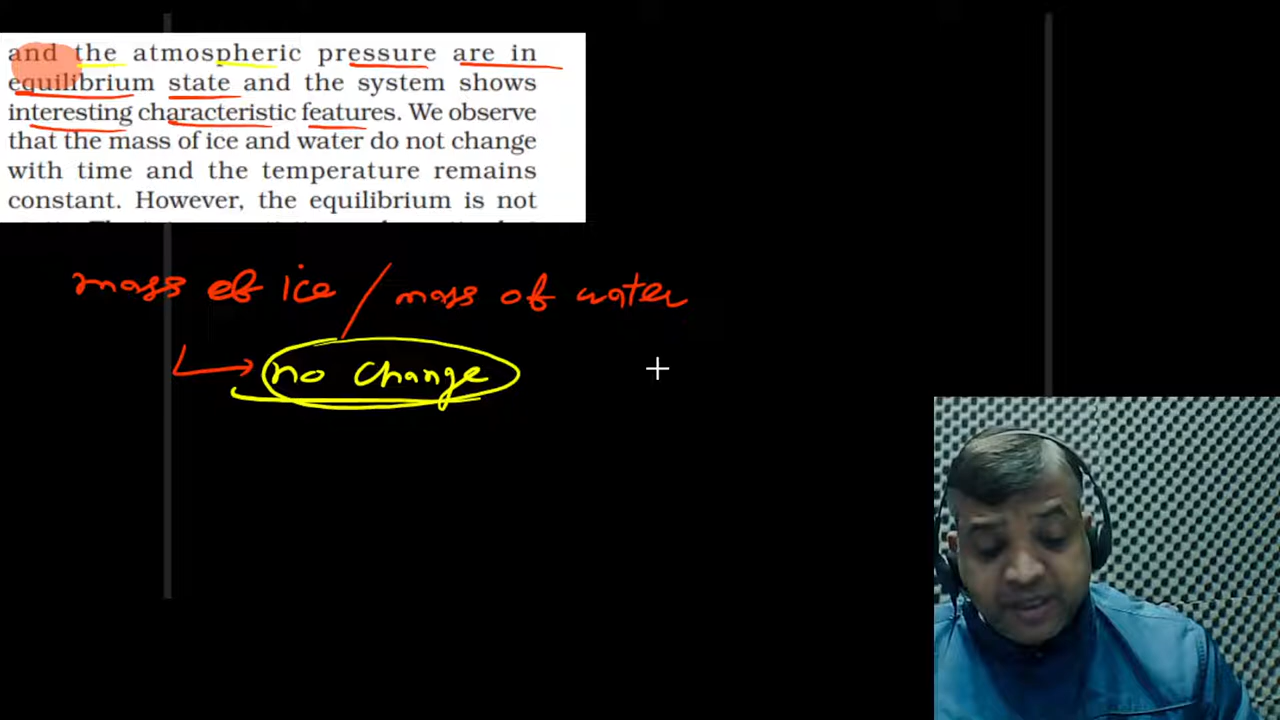 and the atmospheric pressure are in
equilibrium state and the system shows
interesting characteristic features. We observe
that the mass of ice and water do not change
with time and the temperature remains
constant. However, the equilibrium is not
mass of ice / mass of water
no change